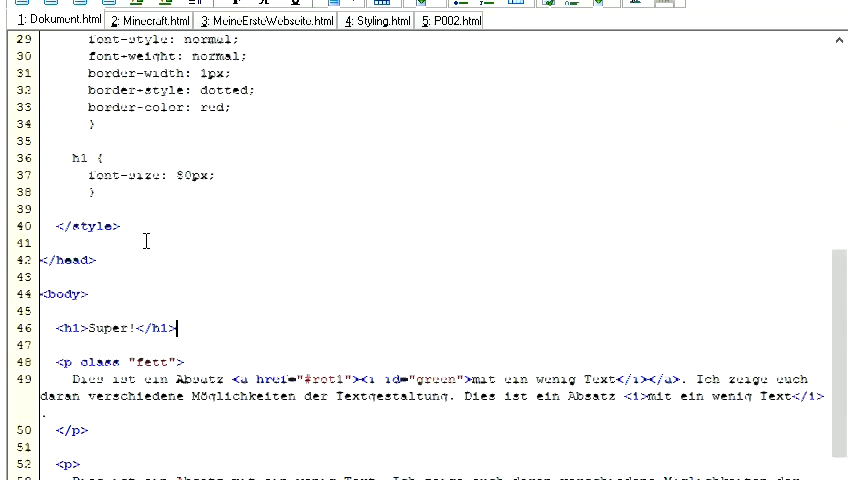 1: Dokument.html 2: Minecraft.html 3: MeineErsteWebseite.html 4: Styling.html 5: P002.html
29 font-style: normal;
30 font-weight: normal;
31 border-width: 1px;
32 border-style: dotted;
33 border-color: red;
34 }
35
36 h1 {
37 font-size: 80px;
38 }
39
40 </style>
41
42 </head>
43
44 <body>
45
46 <h1>Super!</h1>
47
48 <p class "fett">
49 Dies ist ein Absatz <a href="#rot1"><i id="green">mit ein wenig Text</i></a>. Ich zeige euch
daran verschiedene Möglichkeiten der Textgestaltung. Dies ist ein Absatz <i>mit ein wenig Text</i>
.
50 </p>
51
52 <p>